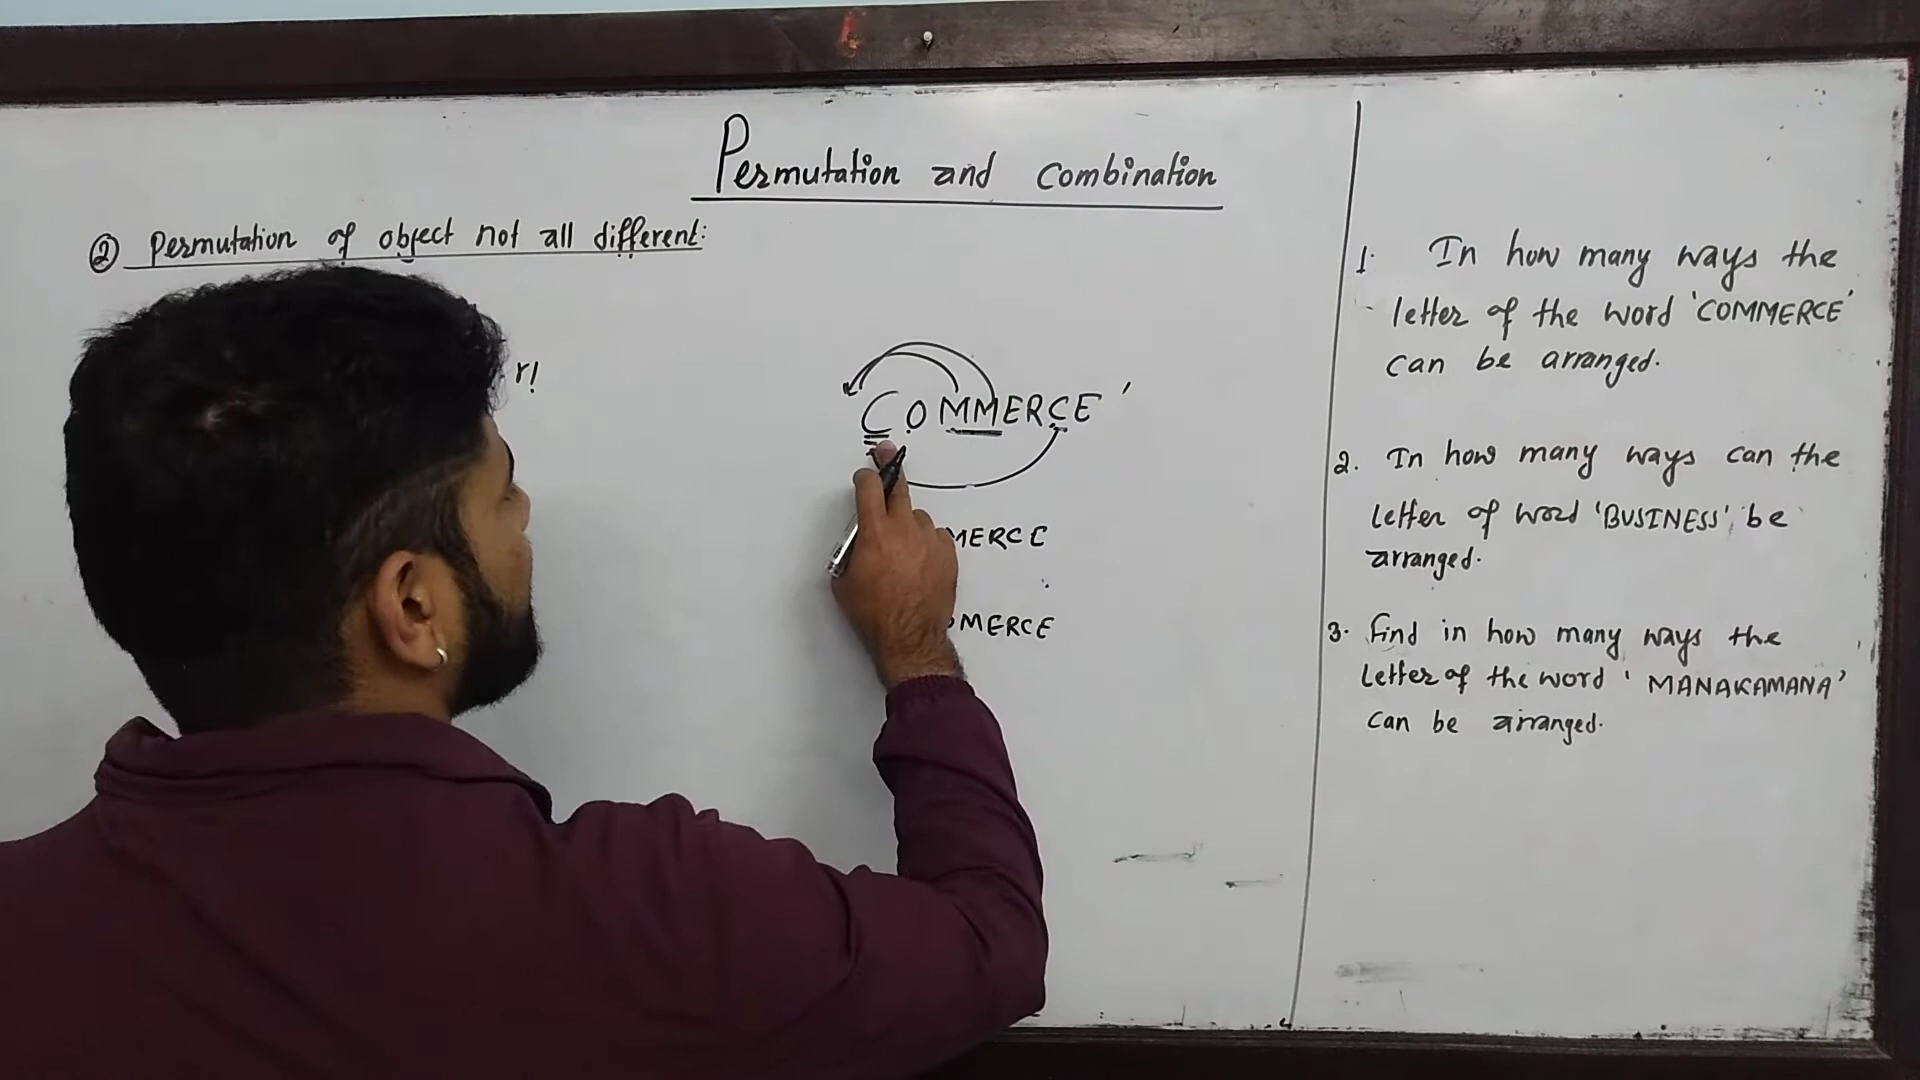 Permutation and Combination
② Permutation of object not all different:
r!
COMMERCE'
MERCE
MERCE
1. In how many ways the
letter of the word 'COMMERCE'
can be arranged.
2. In how many ways can the
letter of word 'BUSINESS', be
arranged.
3. Find in how many ways the
letter of the word 'MANAKAMANA'
can be arranged.